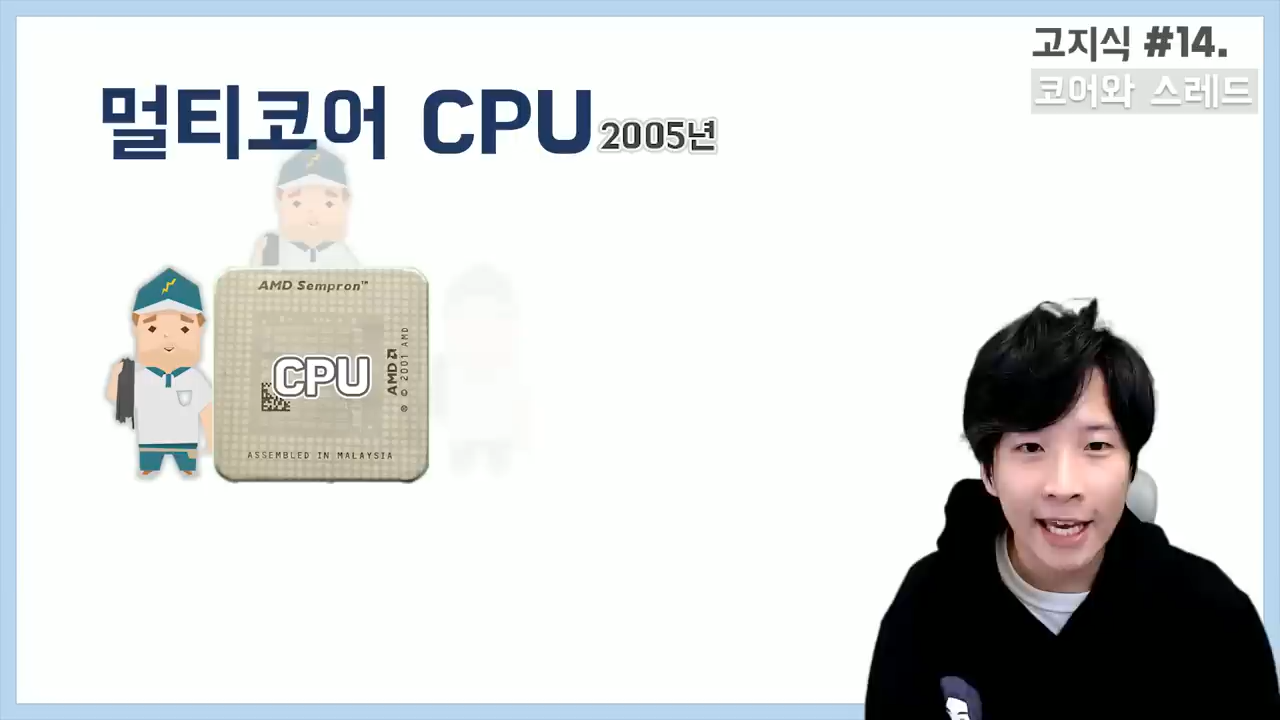 고지식 #14.
코어와 스레드
멀티코어 CPU 2005년
AMD Sempron™
CPU
AMD
© 2001 AMD
ASSEMBLED IN MALAYSIA